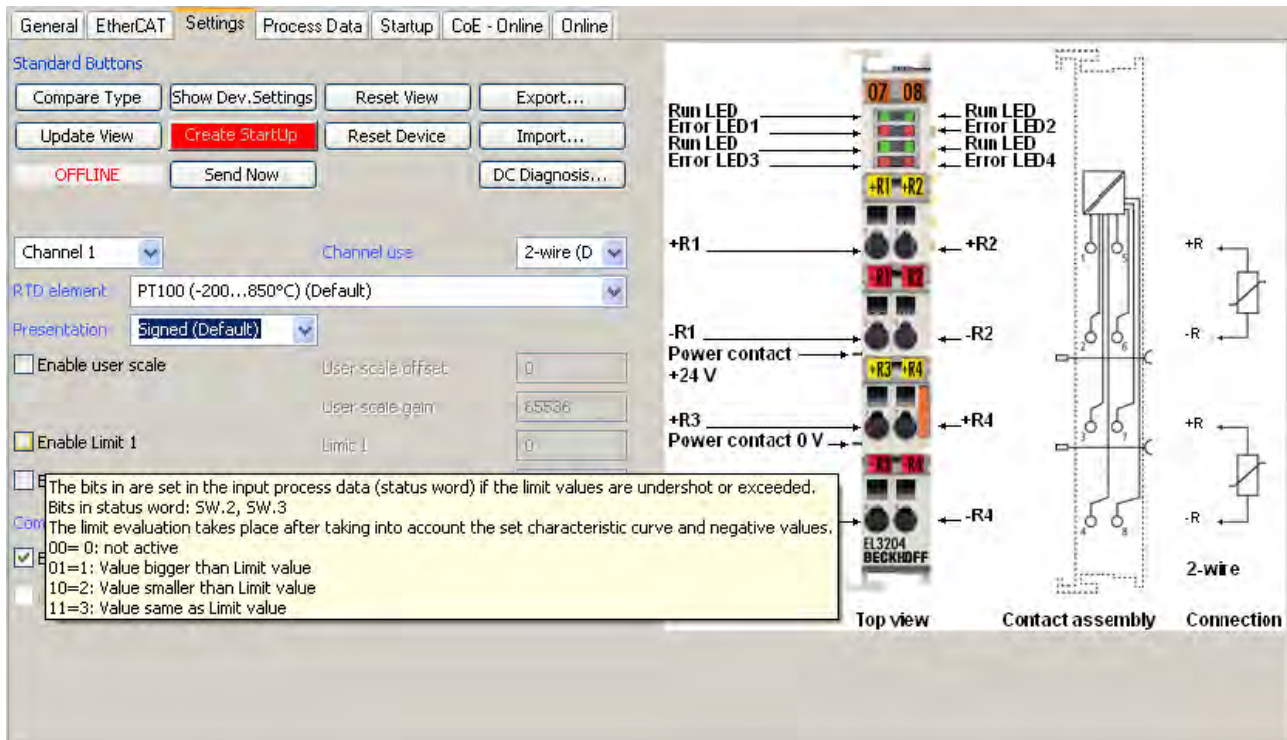 General EtherCAT Settings Process Data Startup CoE - Online Online
Standard Buttons
Compare Type Show Dev.Settings Reset View Export...
Update View Create StartUp Reset Device Import...
OFFLINE Send Now DC Diagnosis...
Channel 1 Channel use 2-wire (D
RTD element PT100 (-200...850°C) (Default)
Presentation Signed (Default)
Enable user scale User scale offset 0
User scale gain 65536
Enable Limit 1 Limit 1 0
The bits in are set in the input process data (status word) if the limit values are undershot or exceeded.
Bits in status word: SW.2, SW.3
The limit evaluation takes place after taking into account the set characteristic curve and negative values.
00= 0: not active
01=1: Value bigger than Limit value
10=2: Value smaller than Limit value
11=3: Value same as Limit value
07 08
Run LED Run LED
Error LED1 Error LED2
Run LED Run LED
Error LED3 Error LED4
+R1 +R2
+R1 +R2
-R1 -R2
-R1 -R2
Power contact
+24 V
+R3 +R4
+R3 +R4
Power contact 0 V
-R3 -R4
-R4
EL3204
BECKHOFF
Top view
1 5
2 6
3 7
4 8
Contact assembly
+R
-R
+R
-R
2-wire
Connection